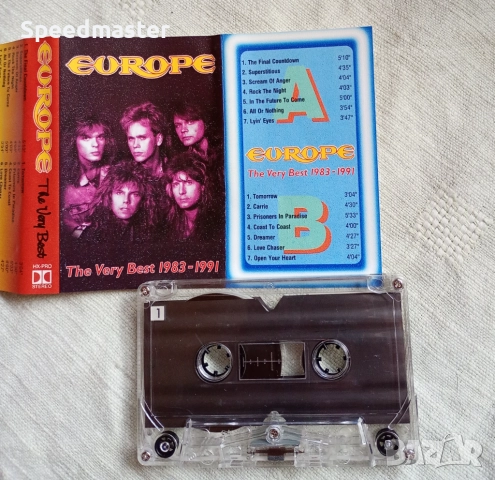 Speedmaster
EUROPE
The Very Best
HX-PRO
STEREO
EUROPE
The Very Best 1983-1991
A
1. The Final Countdown 5'10"
2. Superstitious 4'35"
3. Scream Of Anger 4'04"
4. Rock The Night 4'03"
5. In The Future To Come 5'00"
6. All Or Nothing 3'54"
7. Lyin' Eyes 3'47"
EUROPE
The Very Best 1983-1991
B
1. Tomorrow 3'04"
2. Carrie 4'30"
3. Prisoners In Paradise 5'33"
4. Coast To Coast 4'00"
5. Dreamer 4'27"
6. Love Chaser 3'27"
7. Open Your Heart 4'04"
1
BAZAR